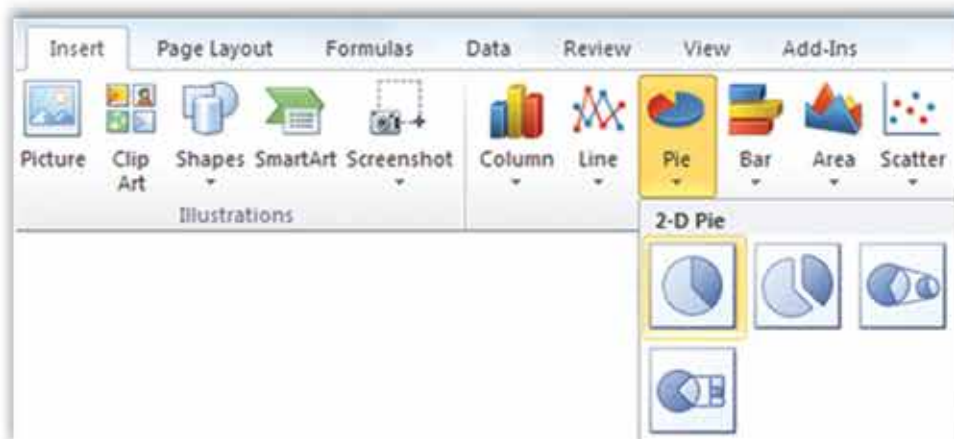 Insert Page Layout Formulas Data Review View Add-Ins
Picture Clip Art Shapes SmartArt Screenshot Column Line Pie Bar Area Scatter
Illustrations
2-D Pie